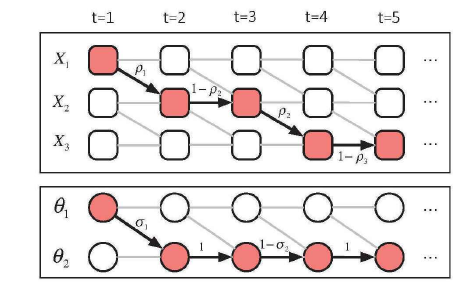 t=1 t=2 t=3 t=4 t=5
X₁ ρ₁ ...
X₂ 1−ρ₂ ρ₂ ...
X₃ 1−ρ₃ ...
θ₁ σ₁ ...
θ₂ 1 1−σ₂ 1 ...